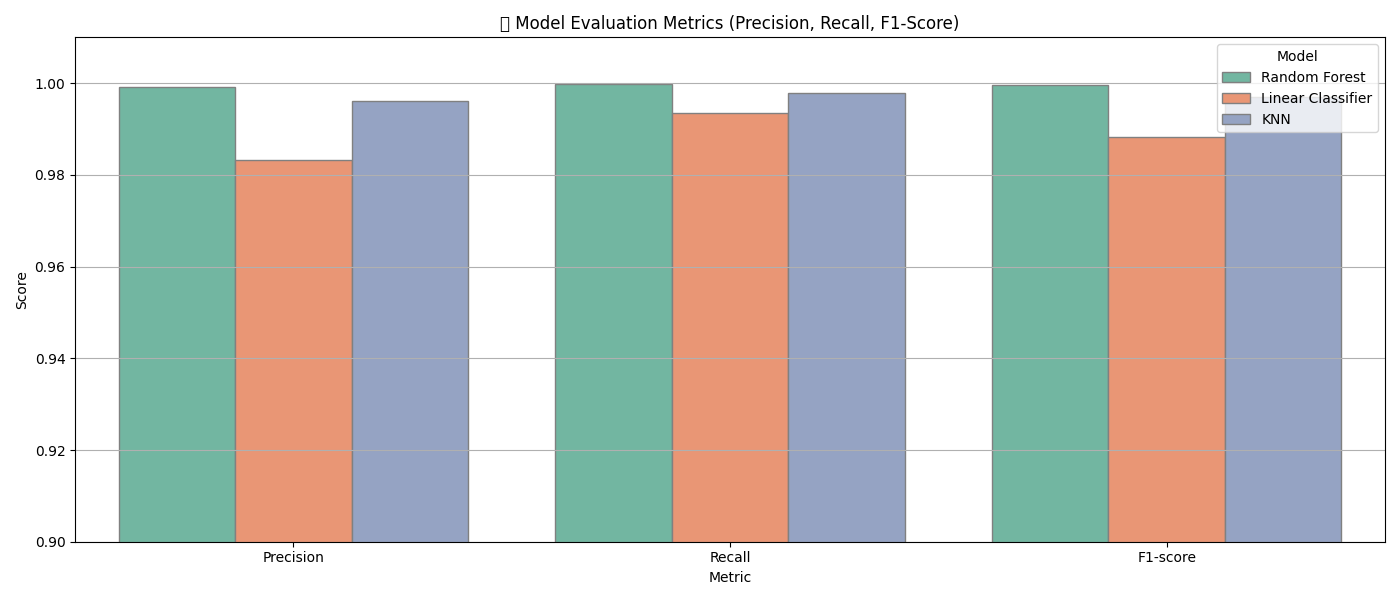 Model Evaluation Metrics (Precision, Recall, F1-Score)
Model
Random Forest
Linear Classifier
KNN
Score
1.00
0.98
0.96
0.94
0.92
0.90
Precision
Recall
F1-score
Metric